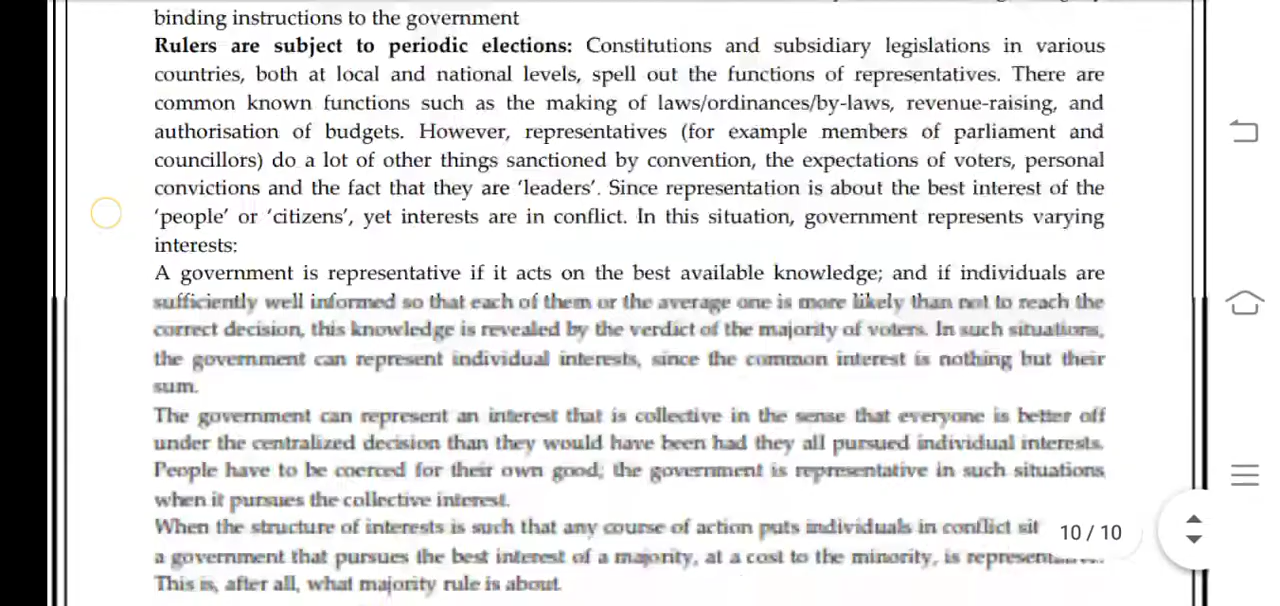 binding instructions to the government
Rulers are subject to periodic elections: Constitutions and subsidiary legislations in various
countries, both at local and national levels, spell out the functions of representatives. There are
common known functions such as the making of laws/ordinances/by-laws, revenue-raising, and
authorisation of budgets. However, representatives (for example members of parliament and
councillors) do a lot of other things sanctioned by convention, the expectations of voters, personal
convictions and the fact that they are ‘leaders’. Since representation is about the best interest of the
‘people’ or ‘citizens’, yet interests are in conflict. In this situation, government represents varying
interests:
A government is representative if it acts on the best available knowledge; and if individuals are
sufficiently well informed so that each of them or the average one is more likely than not to reach the
correct decision, this knowledge is revealed by the verdict of the majority of voters. In such situations,
the government can represent individual interests, since the common interest is nothing but their
sum.
The government can represent an interest that is collective in the sense that everyone is better off
under the centralized decision than they would have been had they all pursued individual interests.
People have to be coerced for their own good; the government is representative in such situations
when it pursues the collective interest.
When the structure of interests is such that any course of action puts individuals in conflict sit
10 / 10
a government that pursues the best interest of a majority, at a cost to the minority, is
This is, after all, what majority rule is about.